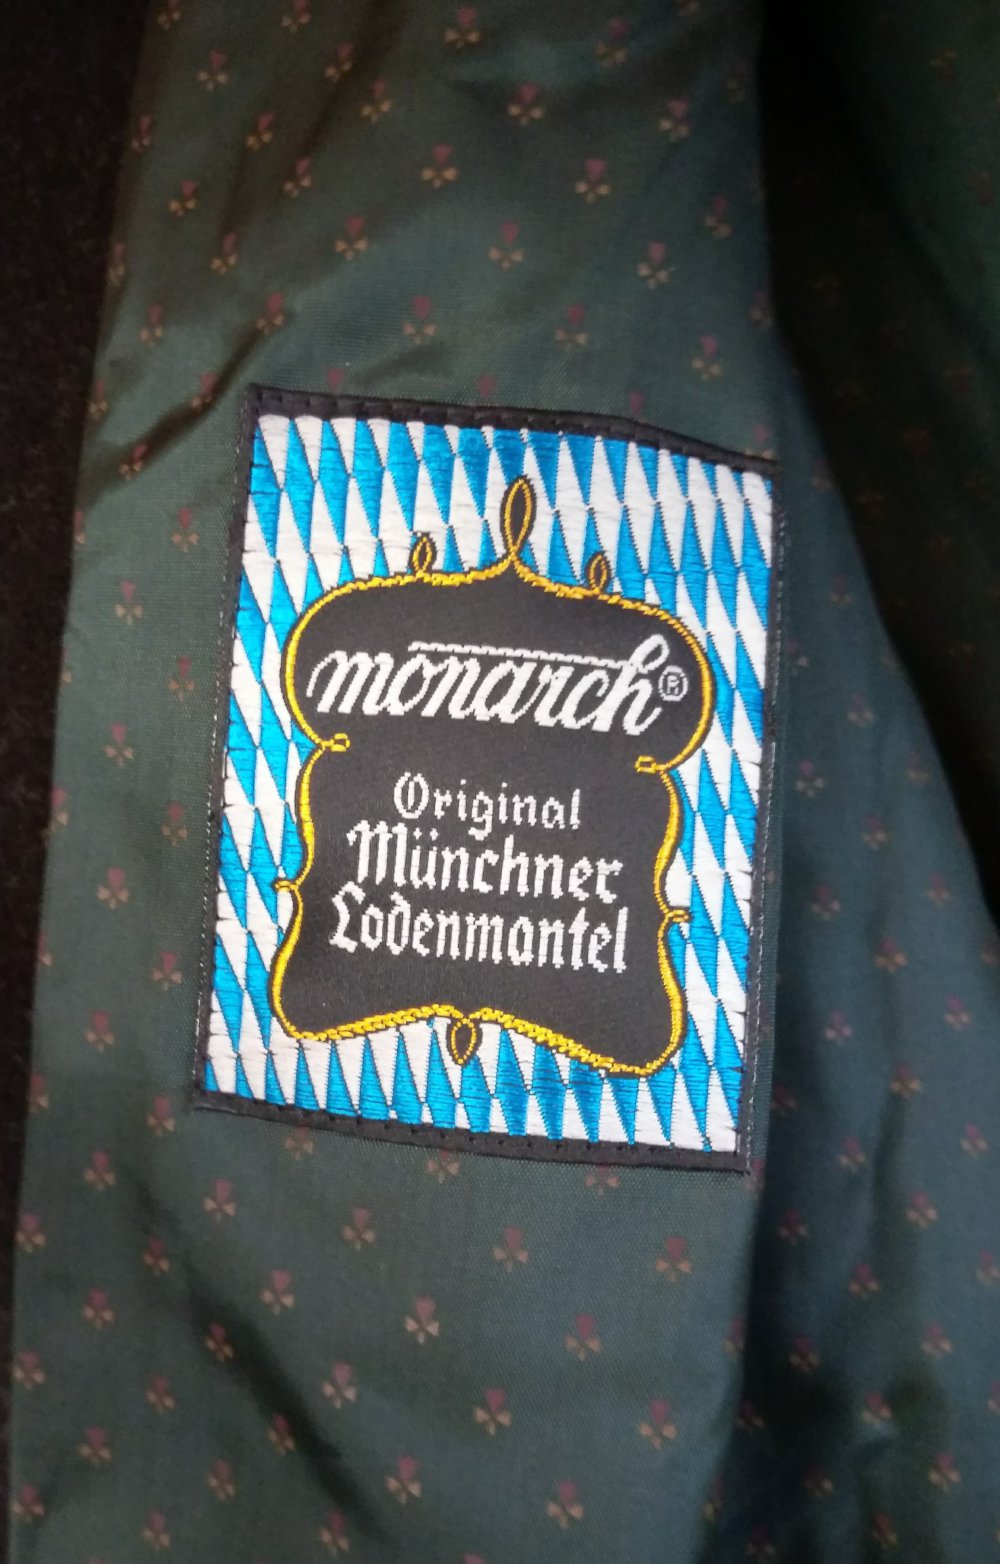 monarch®
Original
Münchner
Lodenmantel